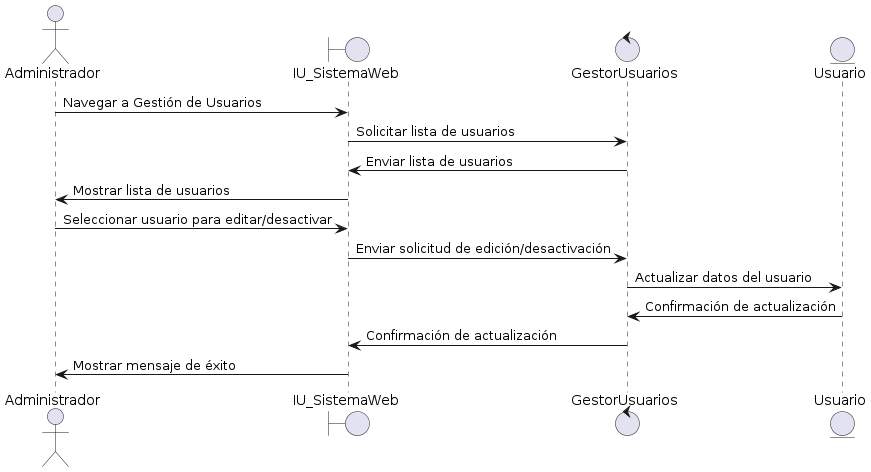 Administrador
IU_SistemaWeb
GestorUsuarios
Usuario
Navegar a Gestión de Usuarios
Solicitar lista de usuarios
Enviar lista de usuarios
Mostrar lista de usuarios
Seleccionar usuario para editar/desactivar
Enviar solicitud de edición/desactivación
Actualizar datos del usuario
Confirmación de actualización
Confirmación de actualización
Mostrar mensaje de éxito
Administrador
IU_SistemaWeb
GestorUsuarios
Usuario